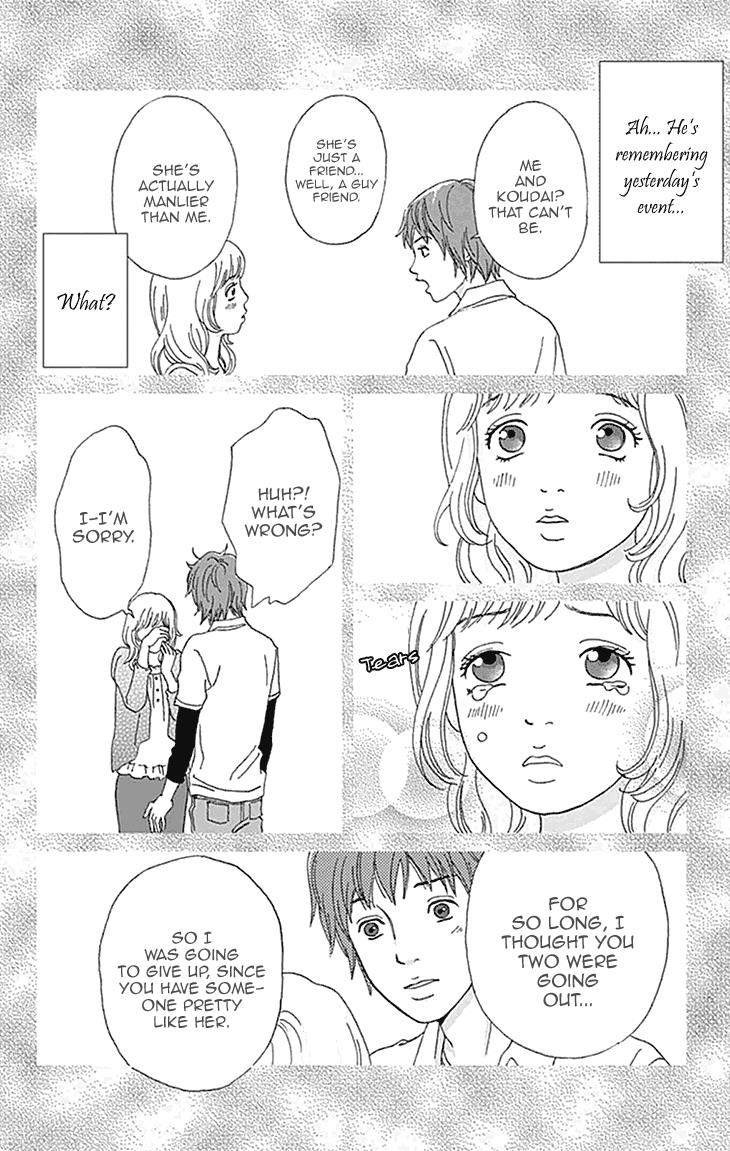 Ah... He's
remembering
yesterday's
event...
ME
AND
KOUDAI?
THAT CAN'T
BE.
SHE'S
JUST A
FRIEND...
WELL, A GUY
FRIEND.
SHE'S
ACTUALLY
MANLIER
THAN ME.
What?
Tears
HUH?!
WHAT'S
WRONG?
I-I'M
SORRY.
FOR
SO LONG, I
THOUGHT YOU
TWO WERE
GOING
OUT...
SO I
WAS GOING
TO GIVE UP, SINCE
YOU HAVE SOME-
ONE PRETTY
LIKE HER.